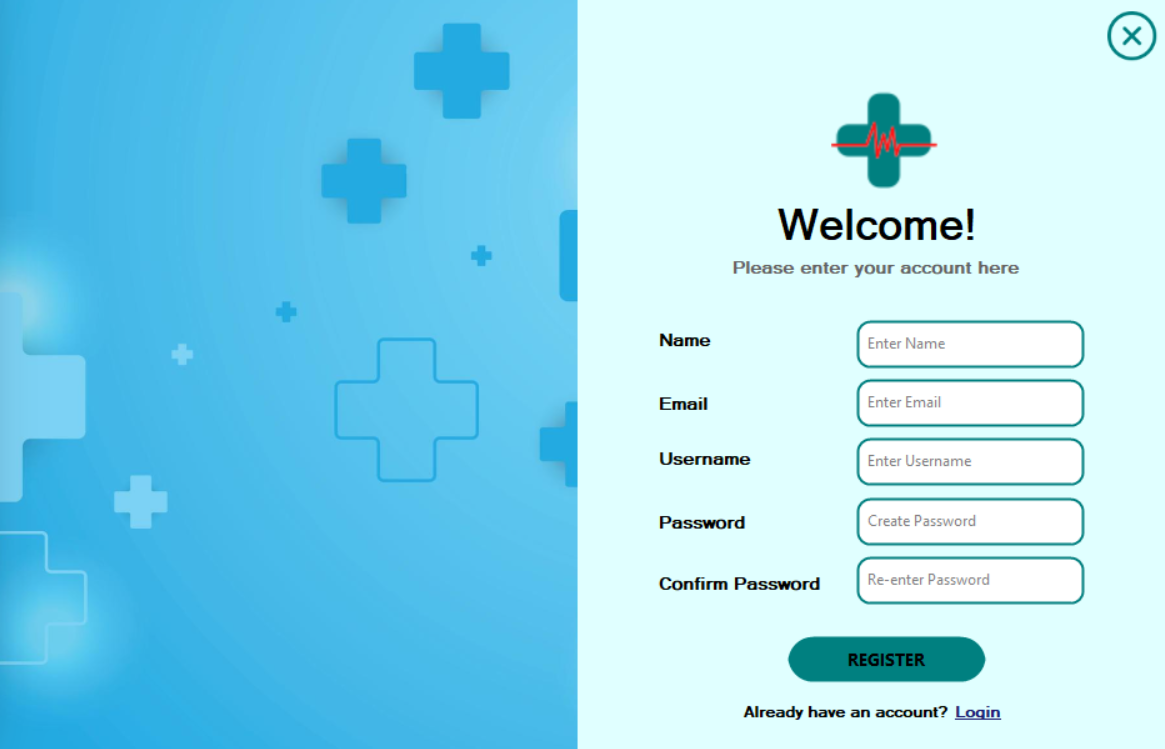 Welcome!
Please enter your account here
Name
Enter Name
Email
Enter Email
Username
Enter Username
Password
Create Password
Confirm Password
Re-enter Password
REGISTER
Already have an account? Login